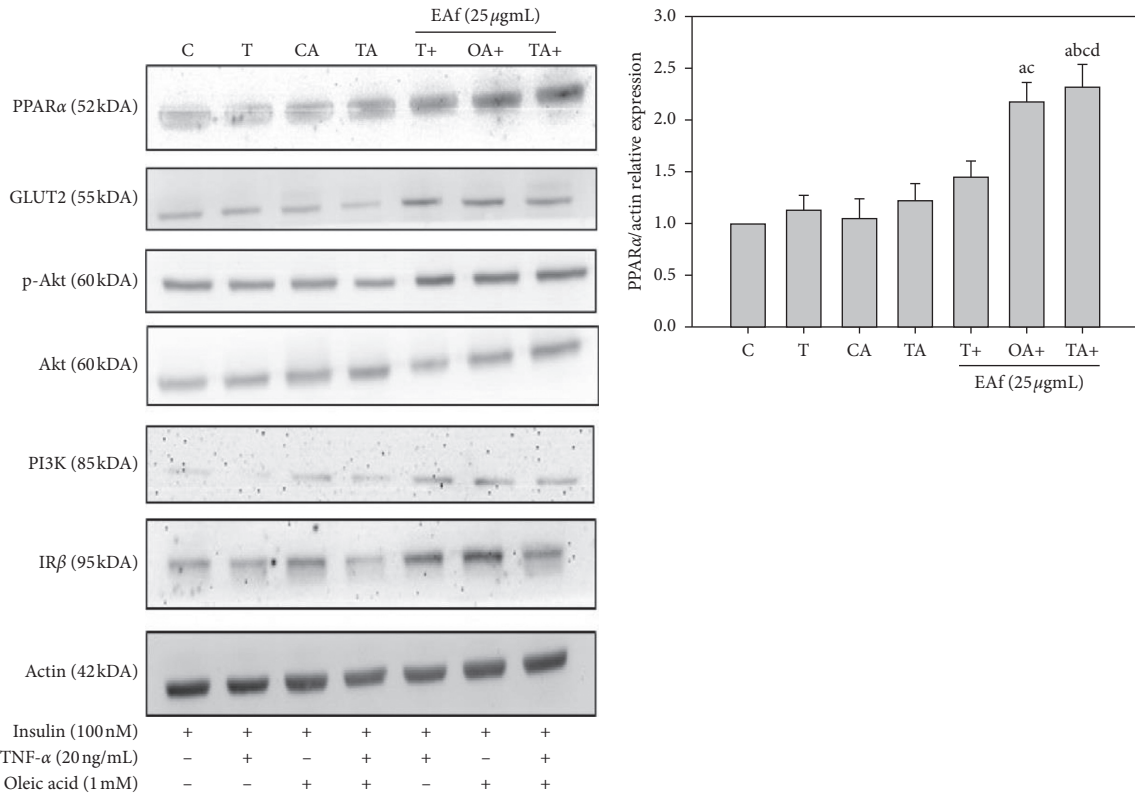 EAf (25 μgmL)
C T CA TA T+ OA+ TA+
PPARα (52 kDA)
GLUT2 (55 kDA)
p-Akt (60 kDA)
Akt (60 kDA)
PI3K (85 kDA)
IRβ (95 kDA)
Actin (42 kDA)
Insulin (100 nM) + + + + + + +
TNF-α (20 ng/mL) – + – + + – +
Oleic acid (1 mM) – – + + – + +
PPARα/actin relative expression
3.0
2.5
2.0
1.5
1.0
0.5
0.0
ac
abcd
C T CA TA T+ OA+ TA+
EAf (25 μgmL)